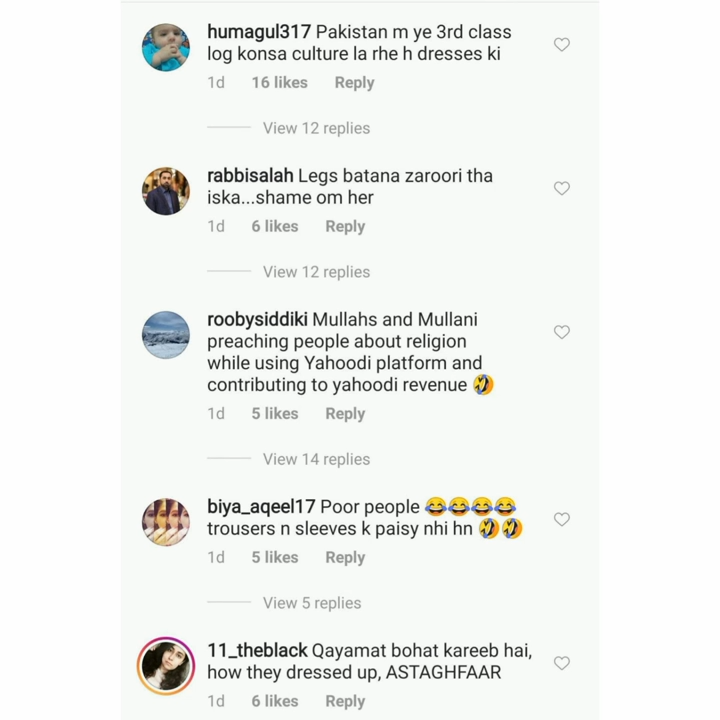 humagul317 Pakistan m ye 3rd class
log konsa culture la rhe h dresses ki
1d 16 likes Reply
View 12 replies
rabbisalah Legs batana zaroori tha
iska...shame om her
1d 6 likes Reply
View 12 replies
roobysiddiki Mullahs and Mullani
preaching people about religion
while using Yahoodi platform and
contributing to yahoodi revenue 🤣
1d 5 likes Reply
View 14 replies
biya_aqeel17 Poor people 😂😂😂😂
trousers n sleeves k paisy nhi hn 🤣🤣
1d 5 likes Reply
View 5 replies
11_theblack Qayamat bohat kareeb hai,
how they dressed up, ASTAGHFAAR
1d 6 likes Reply